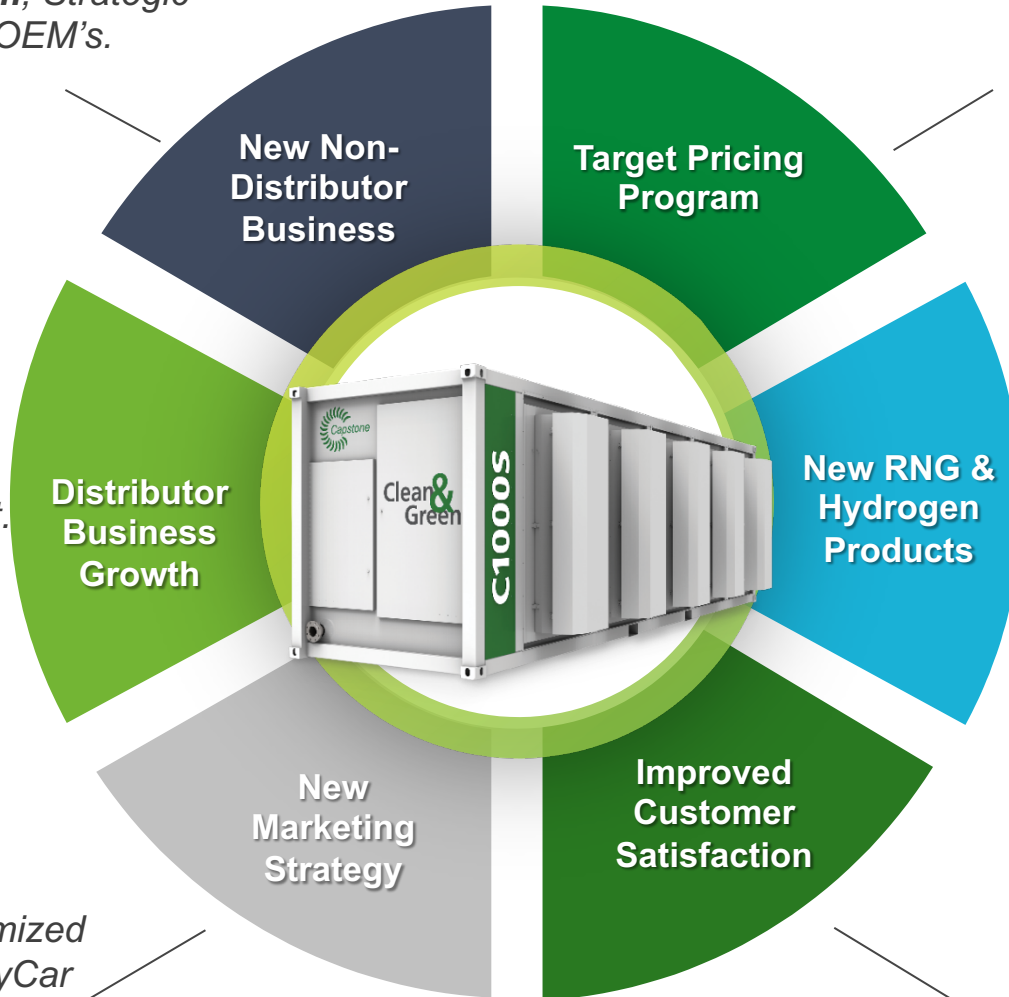 Strategic
OEM's.
New Non-
Distributor
Business
Target Pricing
Program
Distributor
Business
Growth
New RNG &
Hydrogen
Products
Capstone
Clean &
Green
C1000S
New
Marketing
Strategy
Improved
Customer
Satisfaction